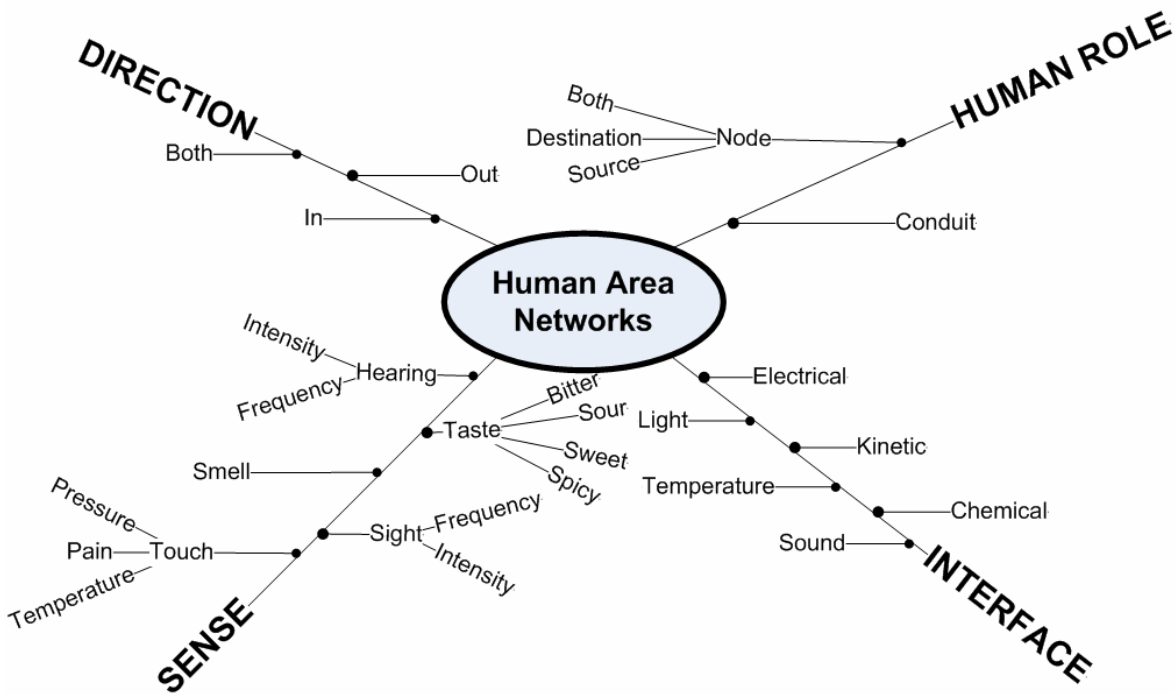 DIRECTION
Both
Out
In
HUMAN ROLE
Both
Destination
Source
Node
Conduit
Human Area
Networks
Intensity
Frequency
Hearing
Taste
Bitter
Sour
Sweet
Spicy
Smell
Sight
Frequency
Intensity
Pressure
Pain
Temperature
Touch
SENSE
Electrical
Light
Kinetic
Temperature
Chemical
Sound
INTERFACE